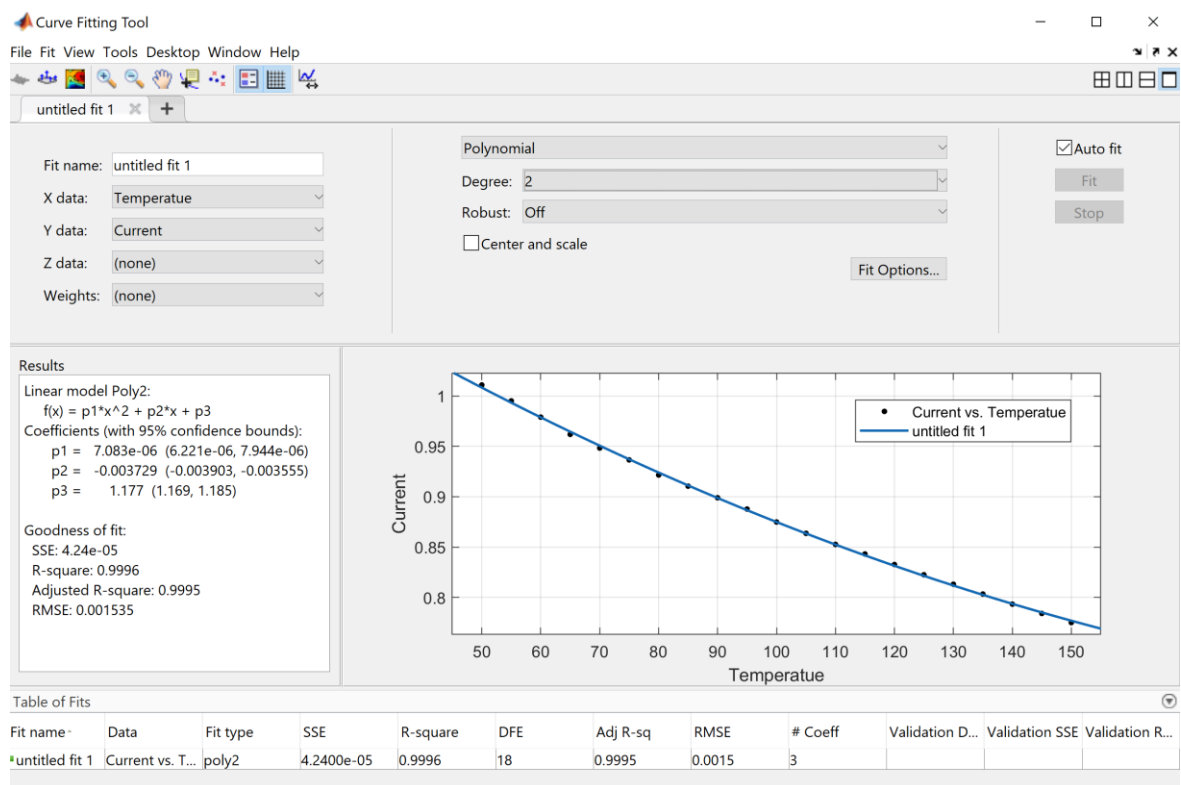 Curve Fitting Tool
File Fit View Tools Desktop Window Help
untitled fit 1
Fit name: untitled fit 1
X data: Temperatue
Y data: Current
Z data: (none)
Weights: (none)
Polynomial
Degree: 2
Robust: Off
Center and scale
Fit Options...
Auto fit
Fit
Stop
Results
Linear model Poly2:
f(x) = p1*x^2 + p2*x + p3
Coefficients (with 95% confidence bounds):
p1 = 7.083e-06 (6.221e-06, 7.944e-06)
p2 = -0.003729 (-0.003903, -0.003555)
p3 = 1.177 (1.169, 1.185)
Goodness of fit:
SSE: 4.24e-05
R-square: 0.9996
Adjusted R-square: 0.9995
RMSE: 0.001535
Current vs. Temperatue
untitled fit 1
1
0.95
0.9
0.85
0.8
Current
50 60 70 80 90 100 110 120 130 140 150
Temperatue
Table of Fits
Fit name Data Fit type SSE R-square DFE Adj R-sq RMSE # Coeff Validation D... Validation SSE Validation R...
untitled fit 1 Current vs. T... poly2 4.2400e-05 0.9996 18 0.9995 0.0015 3